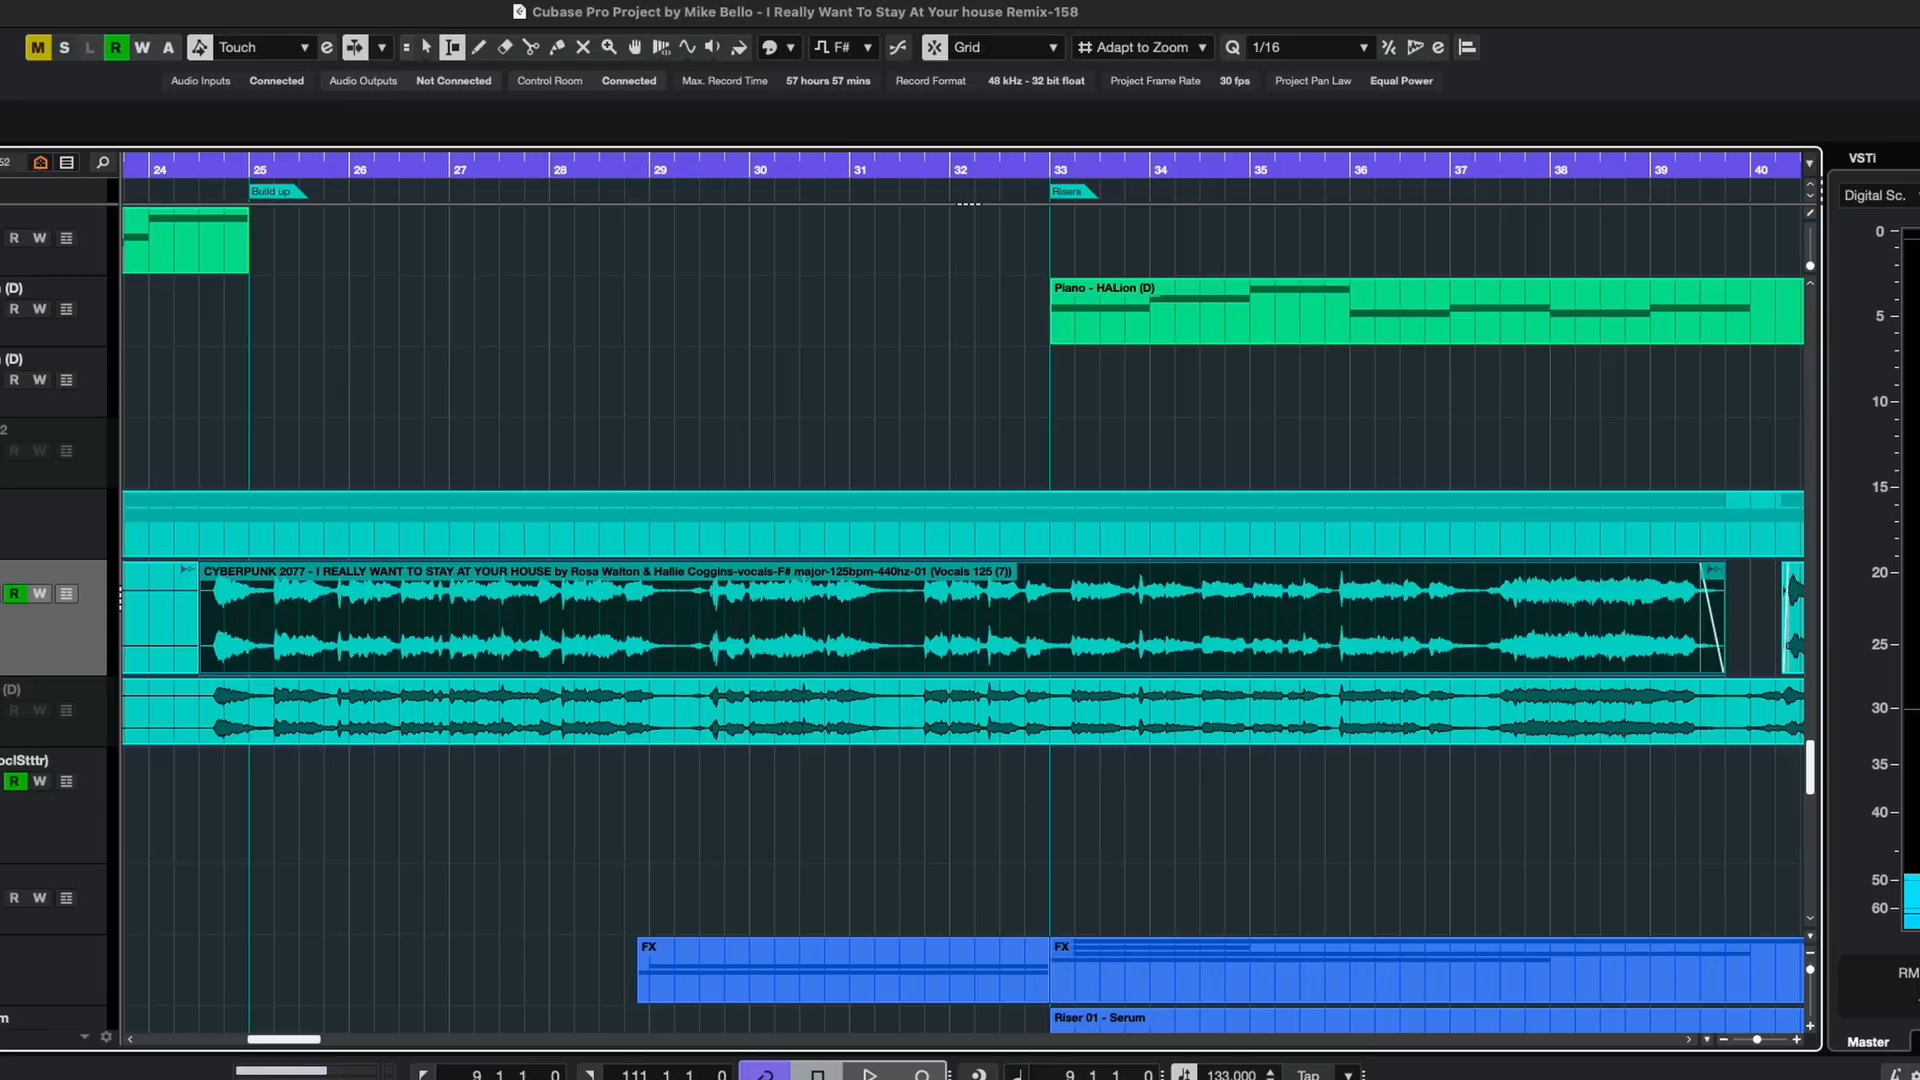 Cubase Pro Project by Mike Bello - I Really Want To Stay At Your house Remix-158
M S L R W A Touch e F# Grid Adapt to Zoom Q 1/16 e
Audio Inputs Connected Audio Outputs Not Connected Control Room Connected Max. Record Time 57 hours 57 mins Record Format 48 kHz - 32 bit float Project Frame Rate 30 fps Project Pan Law Equal Power
VSTi
52 24 25 26 27 28 29 30 31 32 33 34 35 36 37 38 39 40
Build up Risers
Digital Sc.
0
R W
(D) Piano - HALion (D)
R W
5
(D)
R W
10
2
R W
15
CYBERPUNK 2077 - I REALLY WANT TO STAY AT YOUR HOUSE by Rosa Walton & Hallie Coggins-vocals-F# major-125bpm-440hz-01 (Vocals 125 (7))
20
R W
25
(D)
R W
30
oclStttr)
35
R W
40
50
R W
60
FX FX
RM
Riser 01 - Serum
m
Master
9 1 1 0 111 1 1 0 9 1 1 0 133.000 Tap